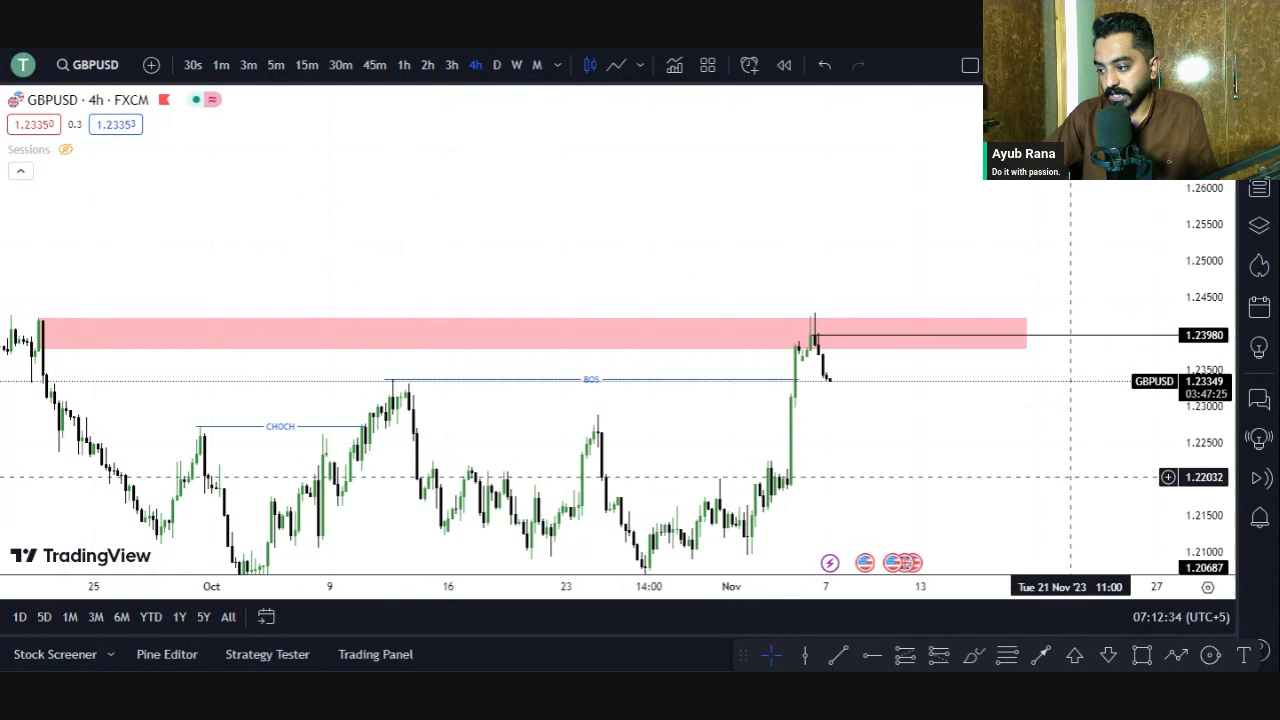 T GBPUSD 30s 1m 3m 5m 15m 30m 45m 1h 2h 3h 4h D W M
GBPUSD · 4h · FXCM
1.23350 0.3 1.23353
Sessions
Ayub Rana
Do it with passion.
1.26000
1.25500
1.25000
1.24500
1.23980
1.23500
GBPUSD 1.23349
03:47:25
1.23000
1.22500
1.22032
1.21500
1.21000
1.20687
BOS
CHOCH
TradingView
25 Oct 9 16 23 14:00 Nov 7 13 Tue 21 Nov '23 11:00 27
1D 5D 1M 3M 6M YTD 1Y 5Y All 07:12:34 (UTC+5)
Stock Screener Pine Editor Strategy Tester Trading Panel T